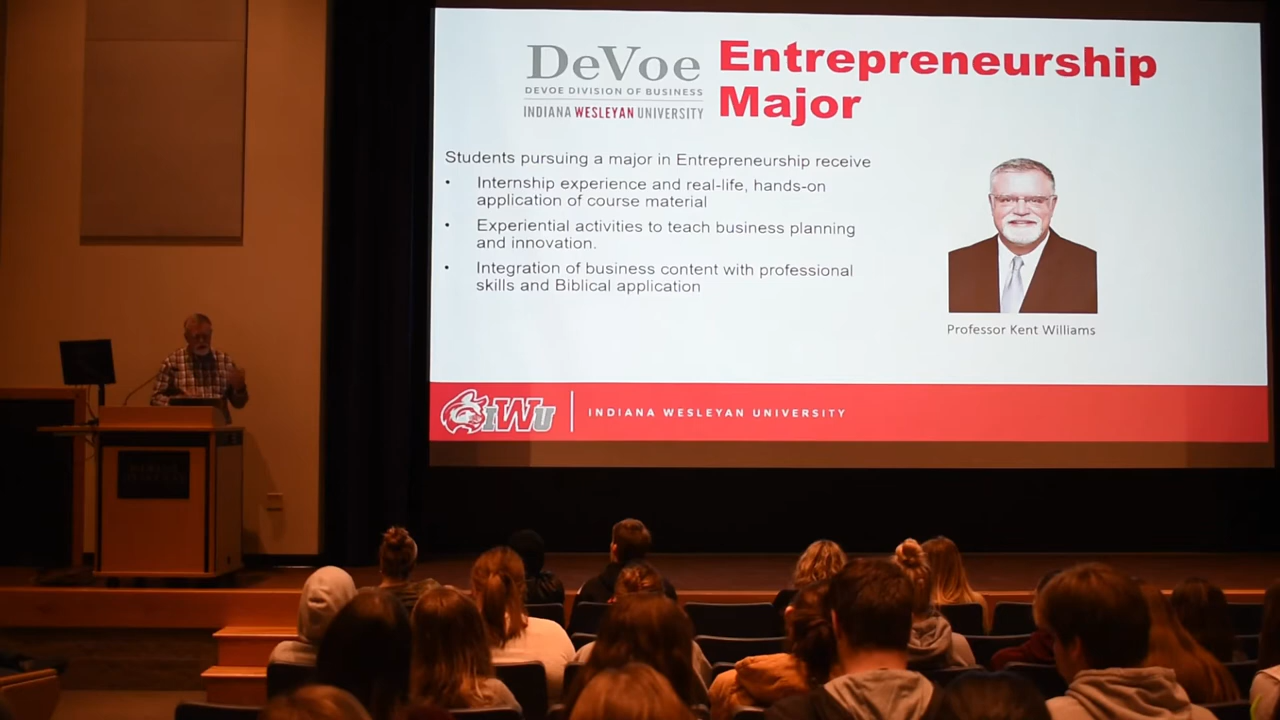 DeVoe
DEVOE DIVISION OF BUSINESS
INDIANA WESLEYAN UNIVERSITY
Entrepreneurship
Major
Students pursuing a major in Entrepreneurship receive
• Internship experience and real-life, hands-on
application of course material
• Experiential activities to teach business planning
and innovation.
• Integration of business content with professional
skills and Biblical application
Professor Kent Williams
IWU
INDIANA WESLEYAN UNIVERSITY